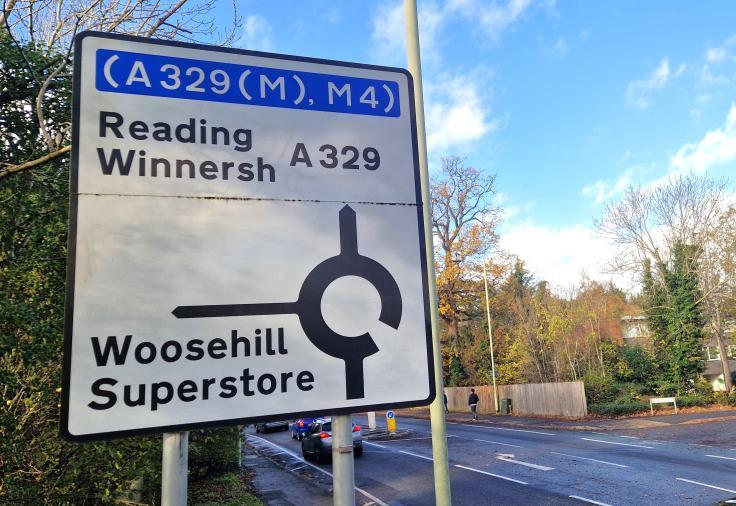 (A329(M), M4)
Reading
Winnersh A329
Woosehill
Superstore